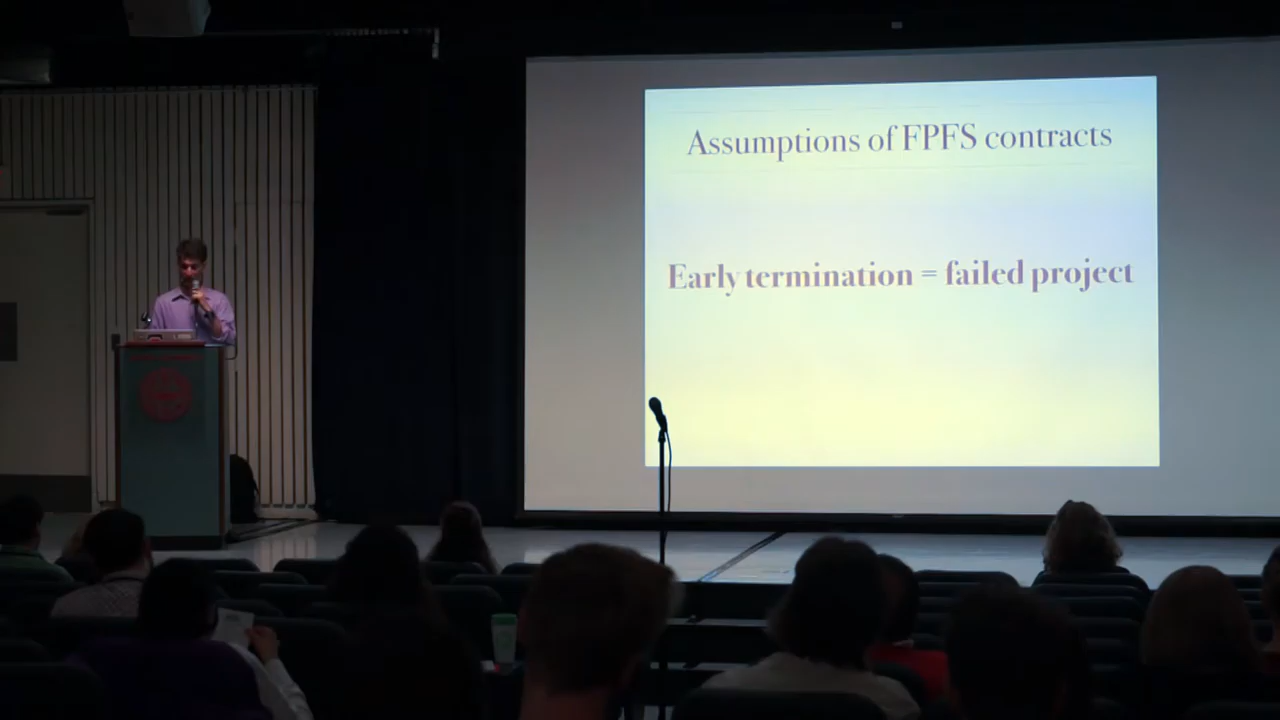 Assumptions of FPFS contracts
Early termination = failed project